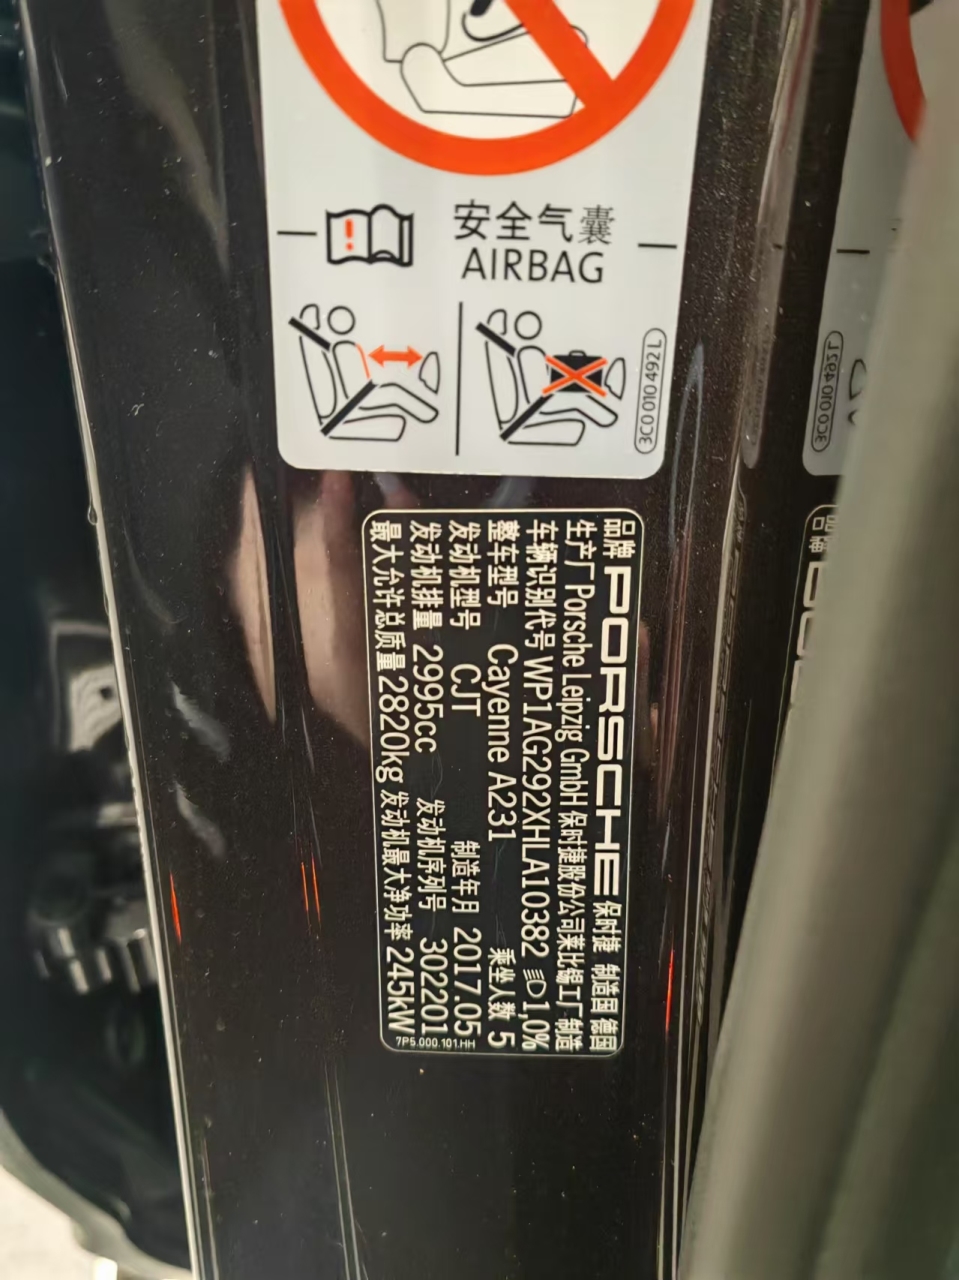 安全气囊
AIRBAG
3C0 010 492 L
3C0 010 492 L
品牌 PORSCHE 保时捷 制造国 德国
生产厂 Porsche Leipzig GmbH 保时捷股份公司莱比锡工厂 制造
车辆识别代号 WP1AG292XHLA10382 1,0%
整车型号 Cayenne A231 乘坐人数 5
发动机型号 CJT 制造年月 2017.05
发动机排量 2995cc 发动机序列号 302201
最大允许总质量 2820kg 发动机最大净功率 245kW
7P5.000.101.HH
品牌